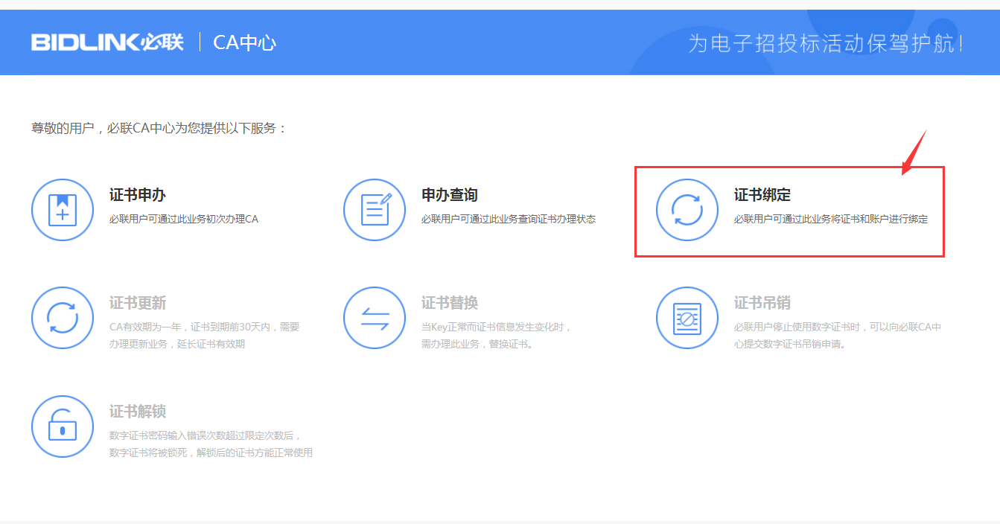 BIDLINK必联 CA中心 为电子招投标活动保驾护航!
尊敬的用户，必联CA中心为您提供以下服务：
证书申办
必联用户可通过此业务初次办理CA
申办查询
必联用户可通过此业务查询证书办理状态
证书绑定
必联用户可通过此业务将证书和账户进行绑定
证书更新
CA有效期为一年，证书到期前30天内，需要
办理更新业务，延长证书有效期
证书替换
当Key正常而证书信息发生变化时，
需办理此业务，替换证书。
证书吊销
必联用户停止使用数字证书时，可以向必联CA中
心提交数字证书吊销申请。
证书解锁
数字证书密码输入错误次数超过限定次数后，
数字证书将被锁死，解锁后的证书方能正常使用